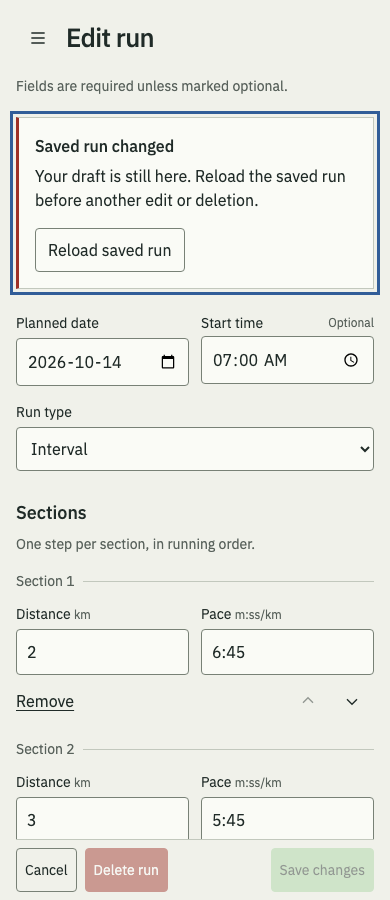 Edit run
Fields are required unless marked optional.
Saved run changed
Your draft is still here. Reload the saved run
before another edit or deletion.
Reload saved run
Planned date
Start time Optional
2026-10-14
07:00 AM
Run type
Interval
Sections
One step per section, in running order.
Section 1
Distance km
Pace m:ss/km
2
6:45
Remove
Section 2
Distance km
Pace m:ss/km
3
5:45
Cancel
Delete run
Save changes